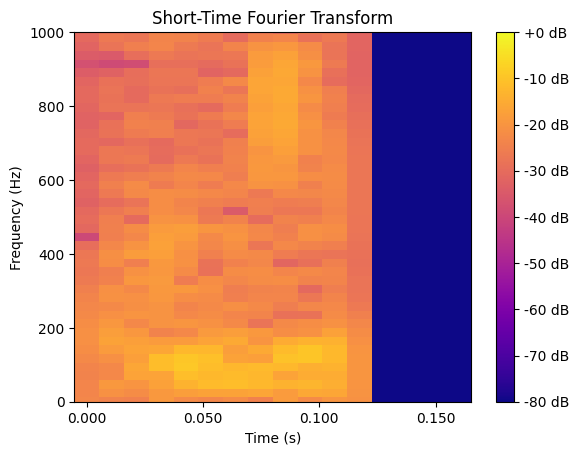 Short-Time Fourier Transform
1000
800
600
400
200
0
Frequency (Hz)
0.000
0.050
0.100
0.150
Time (s)
+0 dB
-10 dB
-20 dB
-30 dB
-40 dB
-50 dB
-60 dB
-70 dB
-80 dB